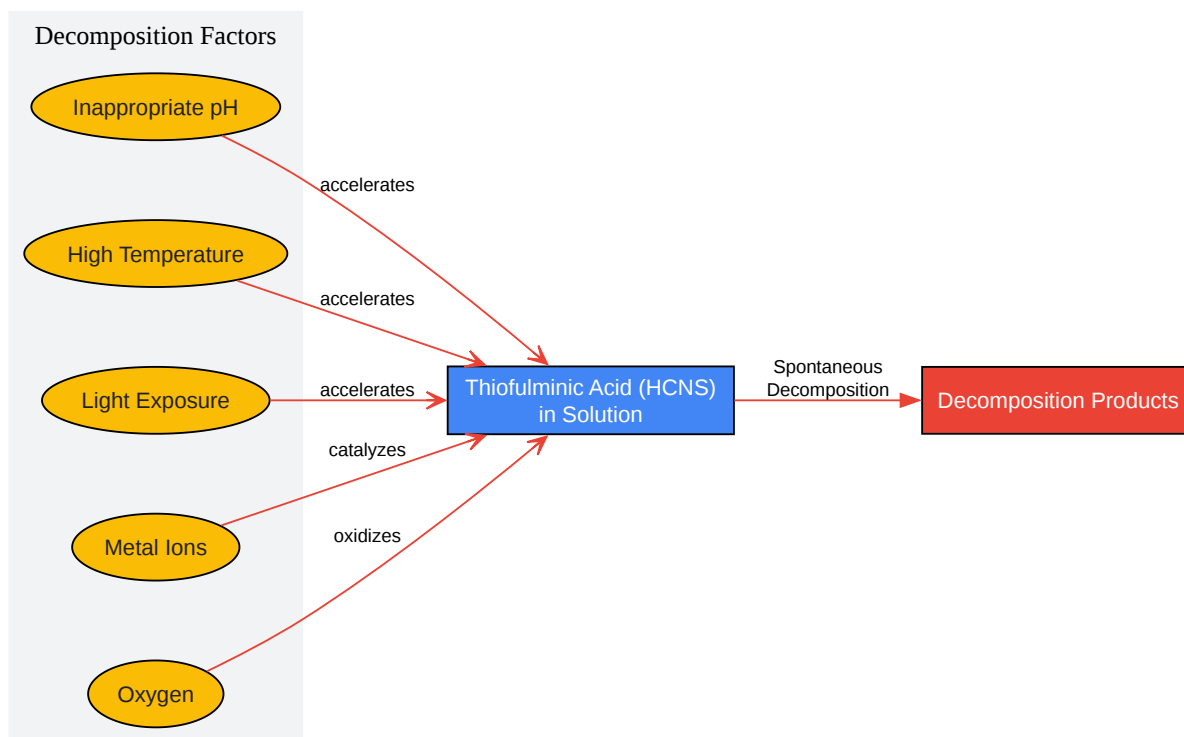 Decomposition Factors
Inappropriate pH
accelerates
High Temperature
accelerates
Light Exposure
accelerates
Thiofulminic Acid (HCNS)
in Solution
Spontaneous
Decomposition
Decomposition Products
catalyzes
Metal Ions
oxidizes
Oxygen